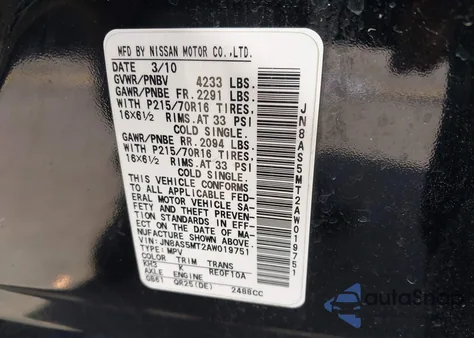 MFD BY NISSAN MOTOR CO.,LTD.
DATE 3/10
GVWR/PNBV 4233 LBS.
GAWR/PNBE FR.2291 LBS.
WITH P215/70R16 TIRES.
16X6½ RIMS.AT 33 PSI
COLD SINGLE.
GAWR/PNBE RR.2094 LBS.
WITH P215/70R16 TIRES.
16X6½ RIMS.AT 33 PSI
COLD SINGLE.
THIS VEHICLE CONFORMS
TO ALL APPLICABLE FED-
ERAL MOTOR VEHICLE SA-
FETY AND THEFT PREVEN-
TION STANDARDS IN EFF-
ECT ON THE DATE OF MA-
NUFACTURE SHOWN ABOVE.
VIN: JN8AS5MT2AW019751
TYPE: MPV
COLOR TRIM TRANS
KH3 K RE0F10A
AXLE ENGINE
GB61 QR25(DE) 2488CC
JN8AS5MT2AW019751
AutoSnap